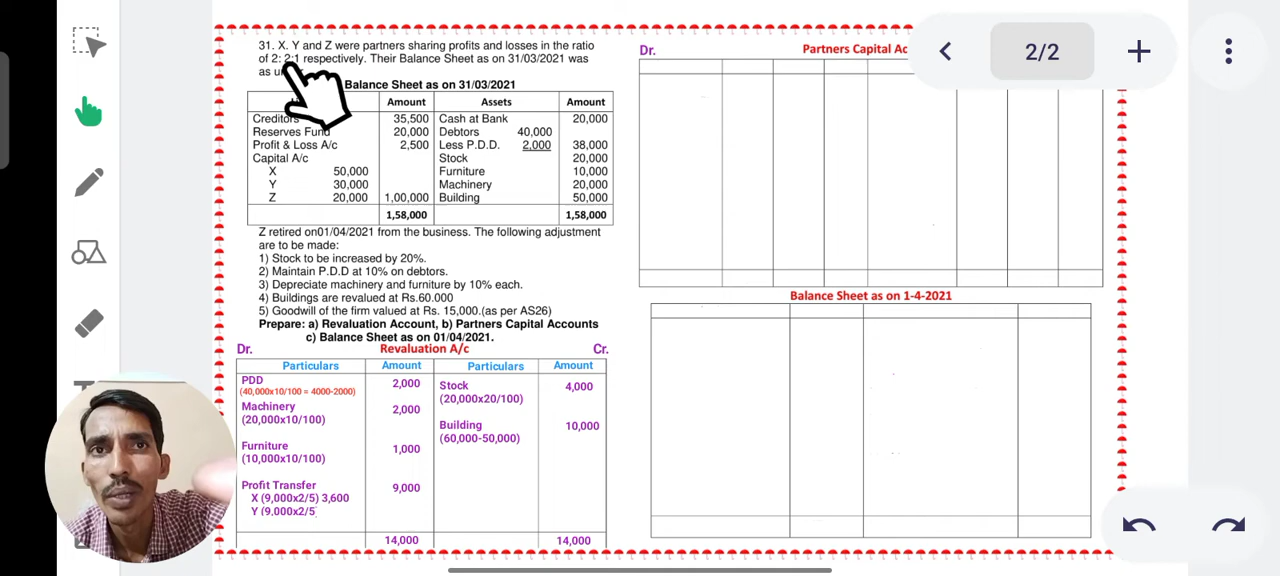 31. X, Y and Z were partners sharing profits and losses in the ratio
of 2: 2:1 respectively. Their Balance Sheet as on 31/03/2021 was
as u
Balance Sheet as on 31/03/2021
Amount Assets Amount
Creditors 35,500 Cash at Bank 20,000
Reserves Fund 20,000 Debtors 40,000
Profit & Loss A/c 2,500 Less P.D.D. 2,000 38,000
Capital A/c Stock 20,000
X 50,000 Furniture 10,000
Y 30,000 Machinery 20,000
Z 20,000 1,00,000 Building 50,000
1,58,000 1,58,000
Z retired on01/04/2021 from the business. The following adjustment
are to be made:
1) Stock to be increased by 20%.
2) Maintain P.D.D at 10% on debtors.
3) Depreciate machinery and furniture by 10% each.
4) Buildings are revalued at Rs.60.000
5) Goodwill of the firm valued at Rs. 15,000.(as per AS26)
Prepare: a) Revaluation Account, b) Partners Capital Accounts
c) Balance Sheet as on 01/04/2021.
Dr. Revaluation A/c Cr.
Particulars Amount Particulars Amount
PDD 2,000 Stock 4,000
(40,000x10/100 = 4000-2000) (20,000x20/100)
Machinery 2,000
(20,000x10/100) Building 10,000
(60,000-50,000)
Furniture 1,000
(10,000x10/100)
Profit Transfer 9,000
X (9,000x2/5) 3,600
Y (9,000x2/5
14,000 14,000
Dr. Partners Capital Ac
2/2
Balance Sheet as on 1-4-2021